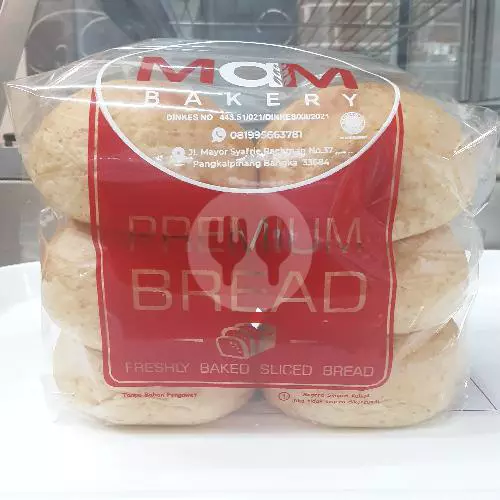 MaM
BAKERY
DINKES NO 443.51/021/DINKES/XII/2021
081995663781
Jl. Mayor Syafrie Rachman No.37
Pangkalpinang Bangka 33684
PREMIUM
BREAD
FRESHLY BAKED SLICED BREAD
Tanpa Bahan Pengawet